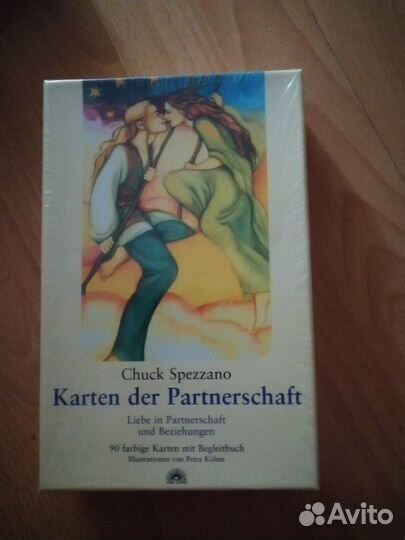 Chuck Spezzano
Karten der Partnerschaft
Liebe in Partnerschaft
und Beziehungen
90 farbige Karten mit Begleitbuch
Illustrationen von Petra Kühne
Avito